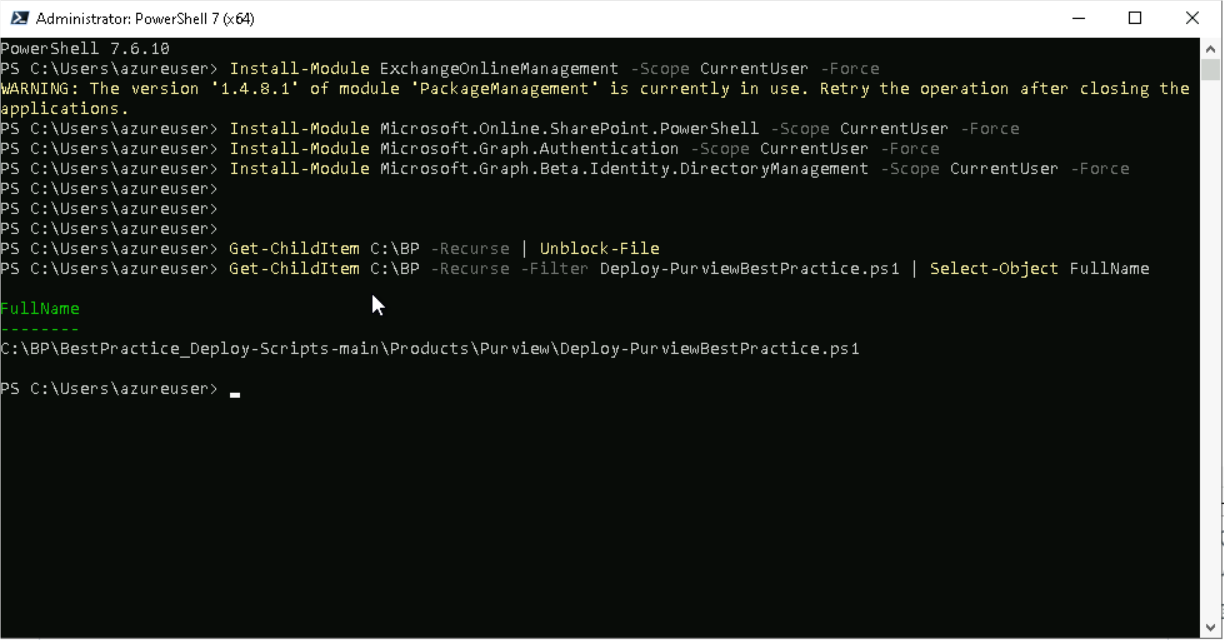 Administrator: PowerShell 7 (x64)
PowerShell 7.6.10
PS C:\Users\azureuser> Install-Module ExchangeOnlineManagement -Scope CurrentUser -Force
WARNING: The version '1.4.8.1' of module 'PackageManagement' is currently in use. Retry the operation after closing the
applications.
PS C:\Users\azureuser> Install-Module Microsoft.Online.SharePoint.PowerShell -Scope CurrentUser -Force
PS C:\Users\azureuser> Install-Module Microsoft.Graph.Authentication -Scope CurrentUser -Force
PS C:\Users\azureuser> Install-Module Microsoft.Graph.Beta.Identity.DirectoryManagement -Scope CurrentUser -Force
PS C:\Users\azureuser>
PS C:\Users\azureuser>
PS C:\Users\azureuser>
PS C:\Users\azureuser> Get-ChildItem C:\BP -Recurse | Unblock-File
PS C:\Users\azureuser> Get-ChildItem C:\BP -Recurse -Filter Deploy-PurviewBestPractice.ps1 | Select-Object FullName
FullName
--------
C:\BP\BestPractice_Deploy-Scripts-main\Products\Purview\Deploy-PurviewBestPractice.ps1
PS C:\Users\azureuser>